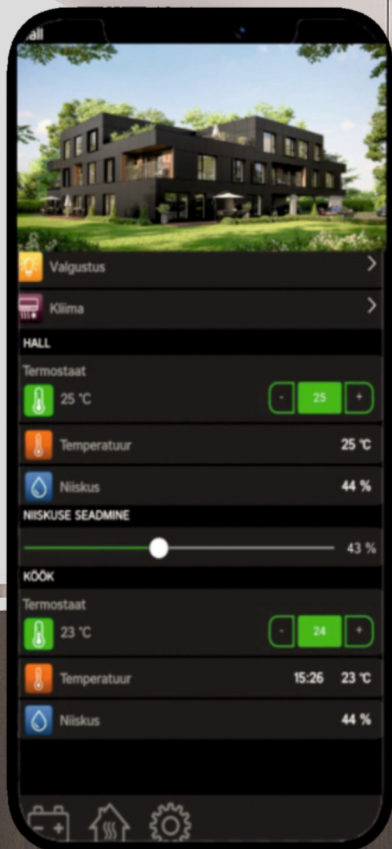 Valgustus
Kliima
HALL
Termostaat
25 °C - 25 +
Temperatuur 25 °C
Niiskus 44 %
NIISKUSE SEADMINE
43 %
KÖÖK
Termostaat
23 °C - 24 +
Temperatuur 15:26 23 °C
Niiskus 44 %